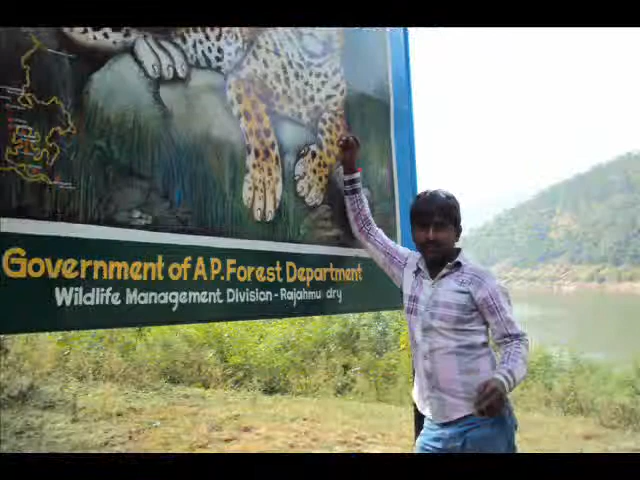 Government of A P. Forest Department
Wildlife Management Division - Rajahmu dry